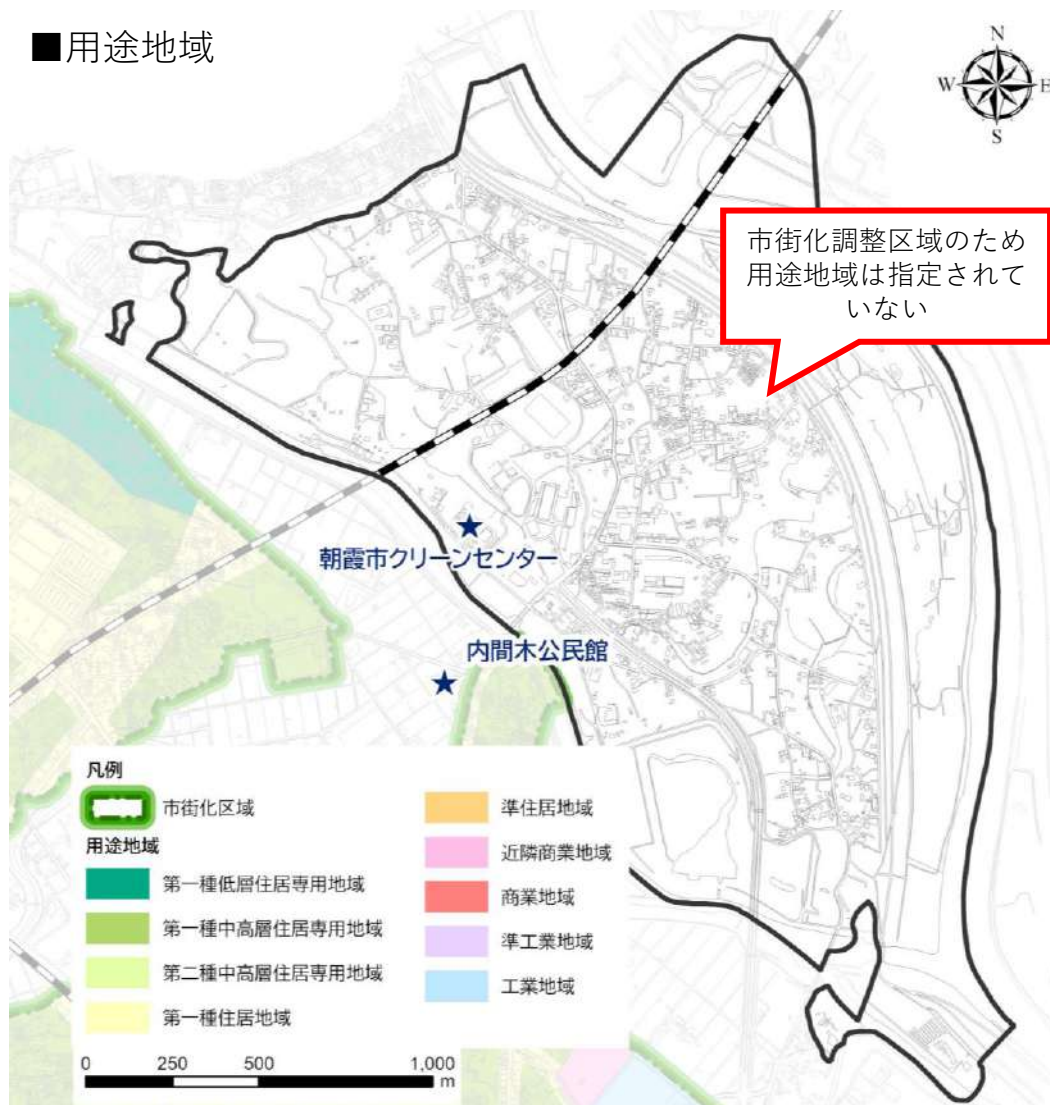 ■用途地域
N
W
E
S
市街化調整区域のため
用途地域は指定されて
いない
朝霞市クリーンセンター
内間木公民館
凡例
市街化区域
用途地域
第一種低層住居専用地域
第一種中高層住居専用地域
第二種中高層住居専用地域
第一種住居地域
準住居地域
近隣商業地域
商業地域
準工業地域
工業地域
0 250 500 1,000
m